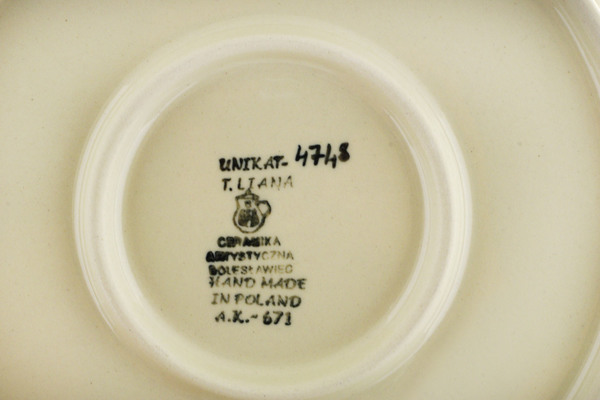 UNIKAT- 4748
T. LIANA
CERAMIKA
ARTYSTYCZNA
BOLESŁAWIEC
HAND MADE
IN POLAND
A.K.- 671